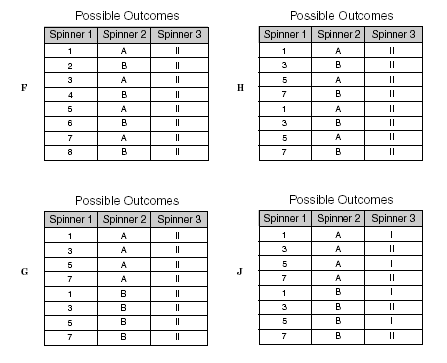 Possible Outcomes
Spinner 1 Spinner 2 Spinner 3
1 A II
2 B II
3 A II
4 B II
5 A II
6 B II
7 A II
8 B II
F
Possible Outcomes
Spinner 1 Spinner 2 Spinner 3
1 A II
3 B II
5 A II
7 B II
1 A II
3 B II
5 A II
7 B II
H
Possible Outcomes
Spinner 1 Spinner 2 Spinner 3
1 A II
3 A II
5 A II
7 A II
1 B II
3 B II
5 B II
7 B II
G
Possible Outcomes
Spinner 1 Spinner 2 Spinner 3
1 A I
3 A II
5 A I
7 A II
1 B I
3 B II
5 B I
7 B II
J